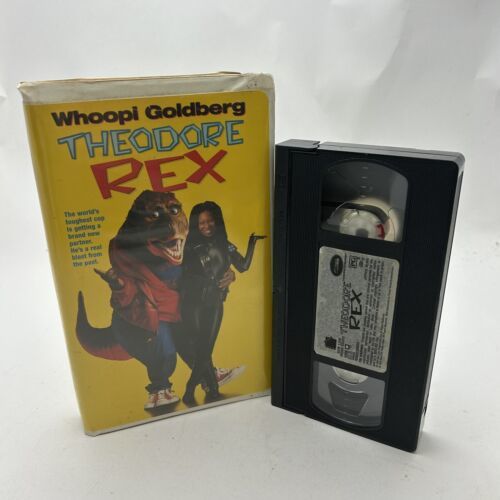 Whoopi Goldberg
THEODORE
REX
The world's
toughest cop
is getting a
brand new
partner.
He's a real
blast from
the past.
THEODORE
REX